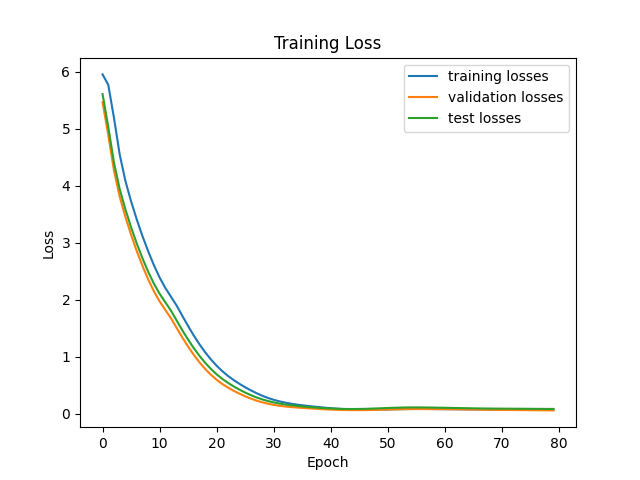 Training Loss
training losses
validation losses
test losses
6
5
4
3
2
1
0
Loss
0 10 20 30 40 50 60 70 80
Epoch